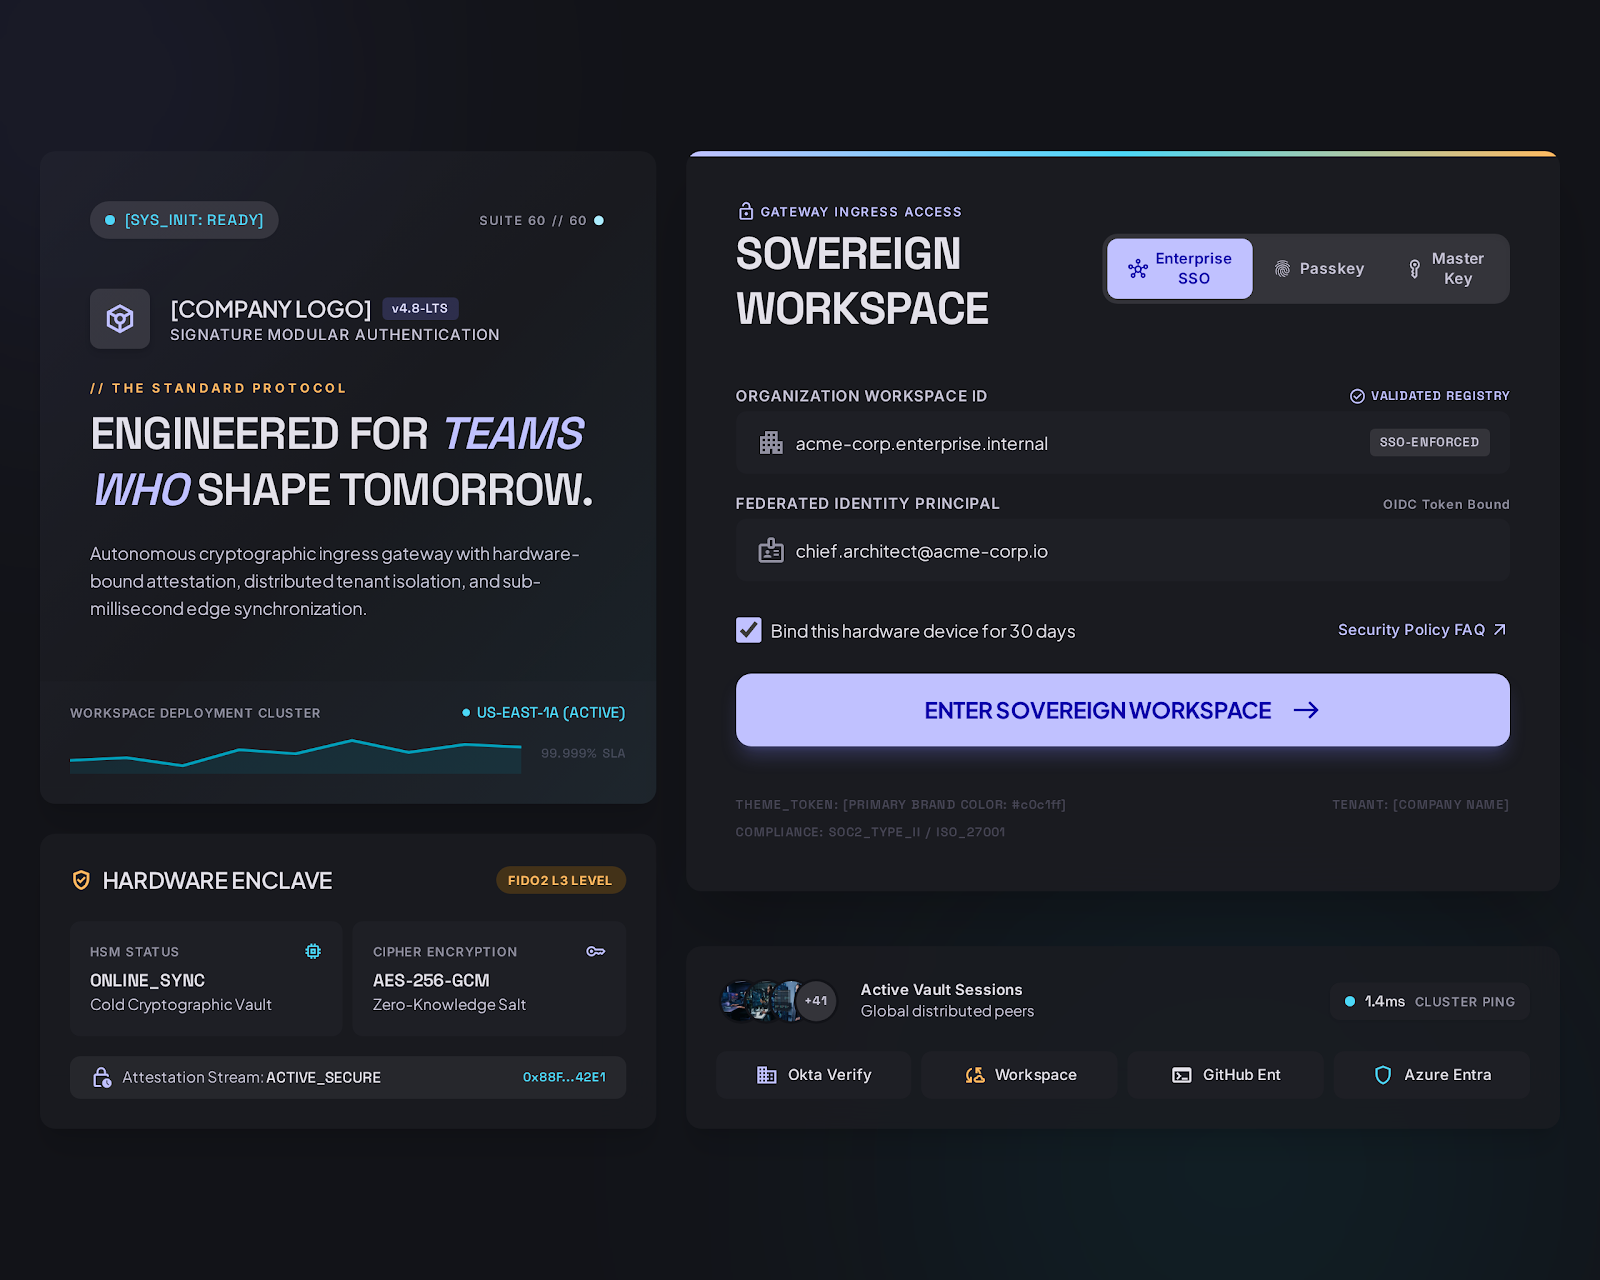 [SYS_INIT: READY]
SUITE 60 // 60
[COMPANY LOGO] v4.8-LTS
SIGNATURE MODULAR AUTHENTICATION
// THE STANDARD PROTOCOL
ENGINEERED FOR TEAMS
WHO SHAPE TOMORROW.
Autonomous cryptographic ingress gateway with hardware-
bound attestation, distributed tenant isolation, and sub-
millisecond edge synchronization.
WORKSPACE DEPLOYMENT CLUSTER
US-EAST-1A (ACTIVE)
99.999% SLA
HARDWARE ENCLAVE
FIDO2 L3 LEVEL
HSM STATUS
ONLINE_SYNC
Cold Cryptographic Vault
CIPHER ENCRYPTION
AES-256-GCM
Zero-Knowledge Salt
Attestation Stream: ACTIVE_SECURE
0x88F...42E1
GATEWAY INGRESS ACCESS
SOVEREIGN
WORKSPACE
Enterprise
SSO
Passkey
Master
Key
ORGANIZATION WORKSPACE ID
VALIDATED REGISTRY
acme-corp.enterprise.internal
SSO-ENFORCED
FEDERATED IDENTITY PRINCIPAL
OIDC Token Bound
chief.architect@acme-corp.io
Bind this hardware device for 30 days
Security Policy FAQ
ENTER SOVEREIGN WORKSPACE
THEME_TOKEN: [PRIMARY BRAND COLOR: #c0c1ff]
TENANT: [COMPANY NAME]
COMPLIANCE: SOC2_TYPE_II / ISO_27001
+41
Active Vault Sessions
Global distributed peers
1.4ms CLUSTER PING
Okta Verify
Workspace
GitHub Ent
Azure Entra